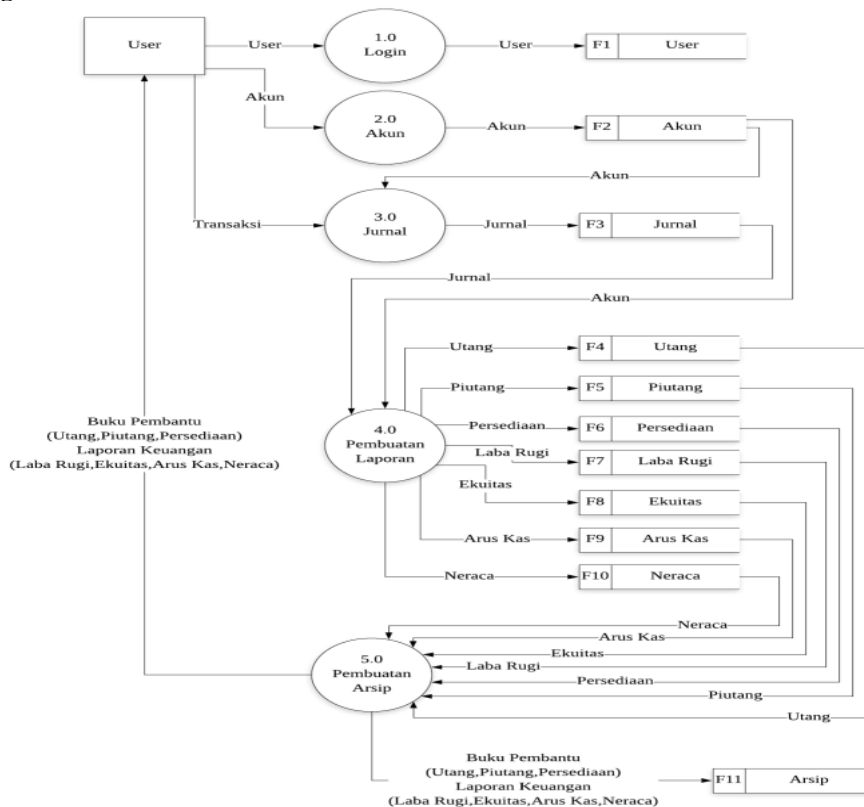 User
User
1.0
Login
User
F1
User
Akun
2.0
Akun
Akun
F2
Akun
Akun
Transaksi
3.0
Jurnal
Jurnal
F3
Jurnal
Jurnal
Akun
Utang
F4
Utang
Piutang
F5
Piutang
Buku Pembantu
(Utang,Piutang,Persediaan)
Laporan Keuangan
(Laba Rugi,Ekuitas,Arus Kas,Neraca)
4.0
Pembuatan
Laporan
Persediaan
F6
Persediaan
Laba Rugi
F7
Laba Rugi
Ekuitas
F8
Ekuitas
Arus Kas
F9
Arus Kas
Neraca
F10
Neraca
Neraca
Arus Kas
Ekuitas
Laba Rugi
Persediaan
Piutang
Utang
5.0
Pembuatan
Arsip
Buku Pembantu
(Utang,Piutang,Persediaan)
Laporan Keuangan
(Laba Rugi,Ekuitas,Arus Kas,Neraca)
F11
Arsip